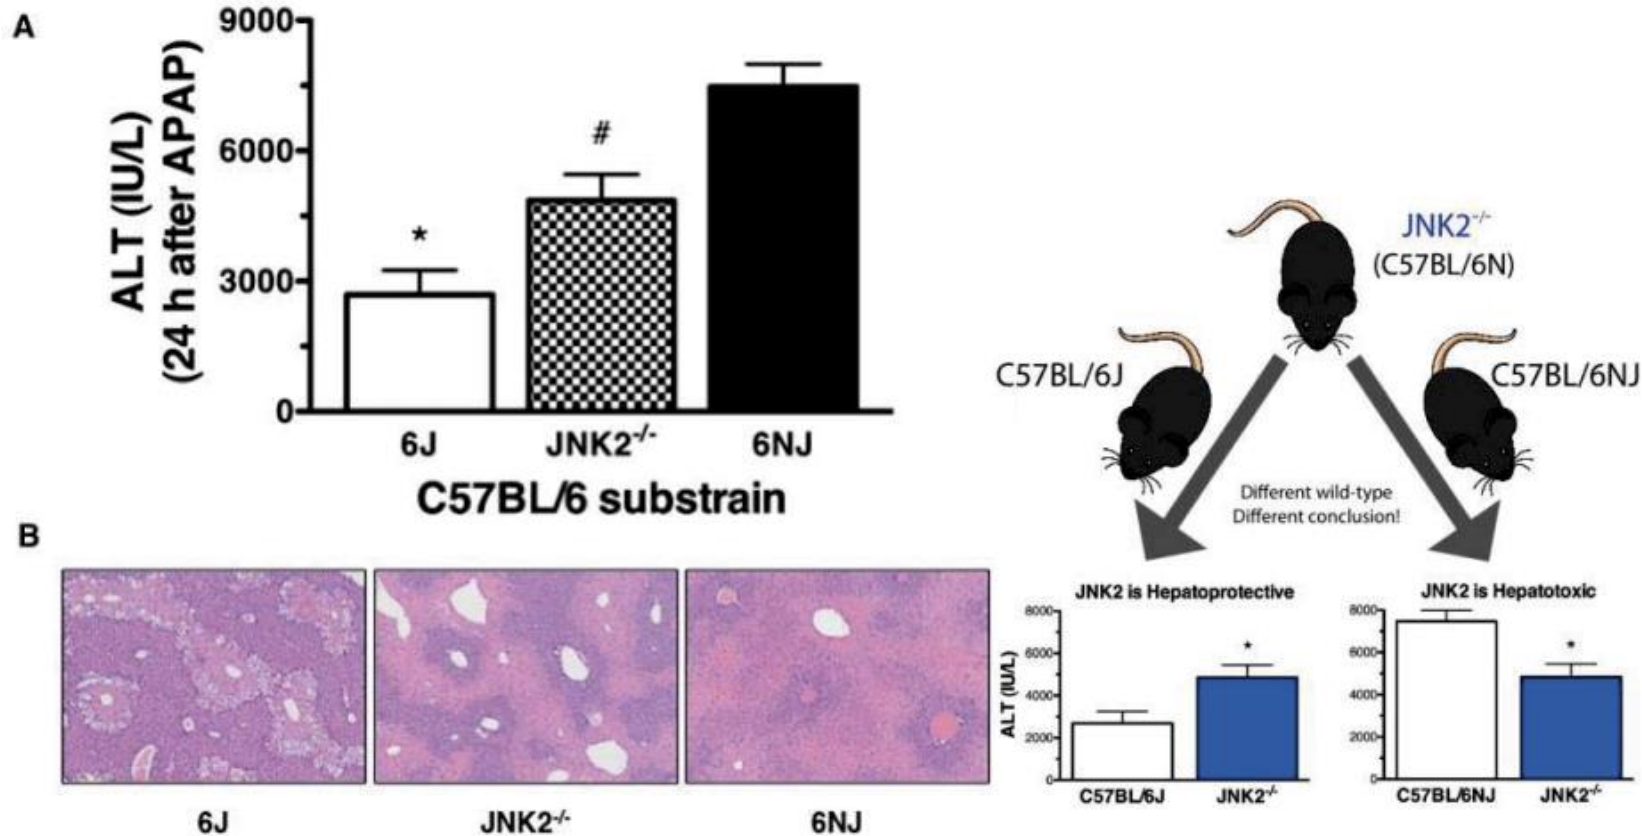 A
9000
6000
3000
0
ALT (IU/L)
(24 h after APAP)
*
#
6J
JNK2-/-
6NJ
C57BL/6 substrain
B
6J
JNK2-/-
6NJ
JNK2-/-
(C57BL/6N)
C57BL/6J
C57BL/6NJ
Different wild-type
Different conclusion!
JNK2 is Hepatoprotective
8000
6000
4000
2000
0
ALT (IU/L)
*
C57BL/6J
JNK2-/-
JNK2 is Hepatotoxic
8000
6000
4000
2000
0
*
C57BL/6NJ
JNK2-/-